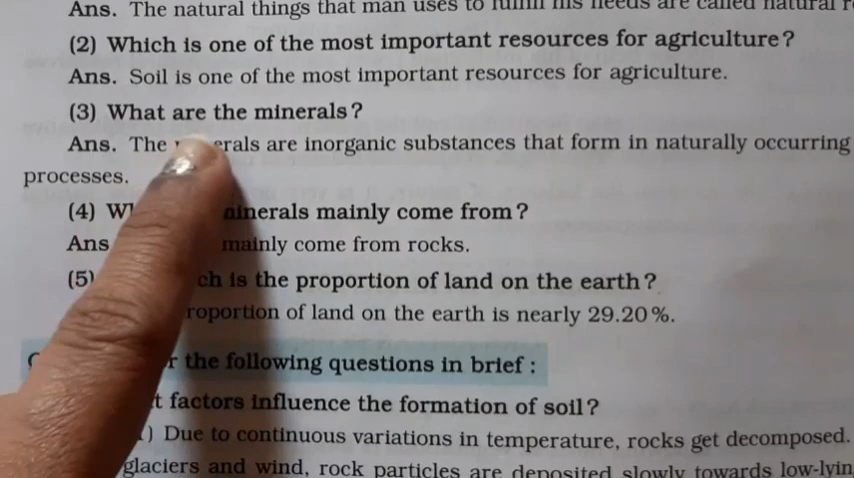 Ans. The natural things that man uses to fulfil his needs are called natural
(2) Which is one of the most important resources for agriculture?
Ans. Soil is one of the most important resources for agriculture.
(3) What are the minerals?
Ans. The are inorganic substances that form in naturally occurring
processes.
(4) minerals mainly come from?
Ans mainly come from rocks.
(5) is the proportion of land on the earth?
proportion of land on the earth is nearly 29.20%.
the following questions in brief :
factors influence the formation of soil?
) Due to continuous variations in temperature, rocks get decomposed.
glaciers and wind, rock particles are deposited slowly towards